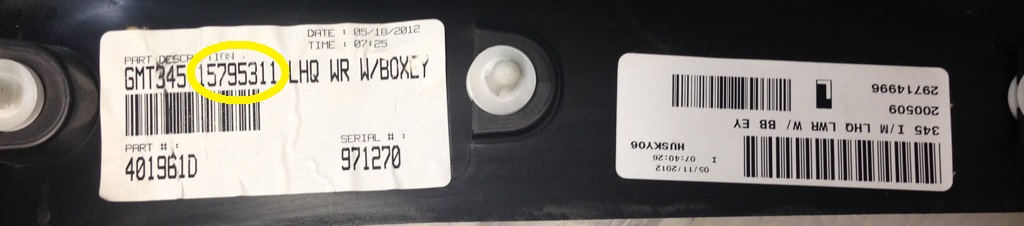 DATE : 05/18/2012
TIME : 07:25
PART DESCRIPTION :
GMT345 15795311 LHQ WR W/BOXEY
PART # :
401961D
SERIAL # :
971270
05/11/2012 07:40:26 I
HUSKY06
345 I/M LHQ LWR W/ BB EY
200509
29714996